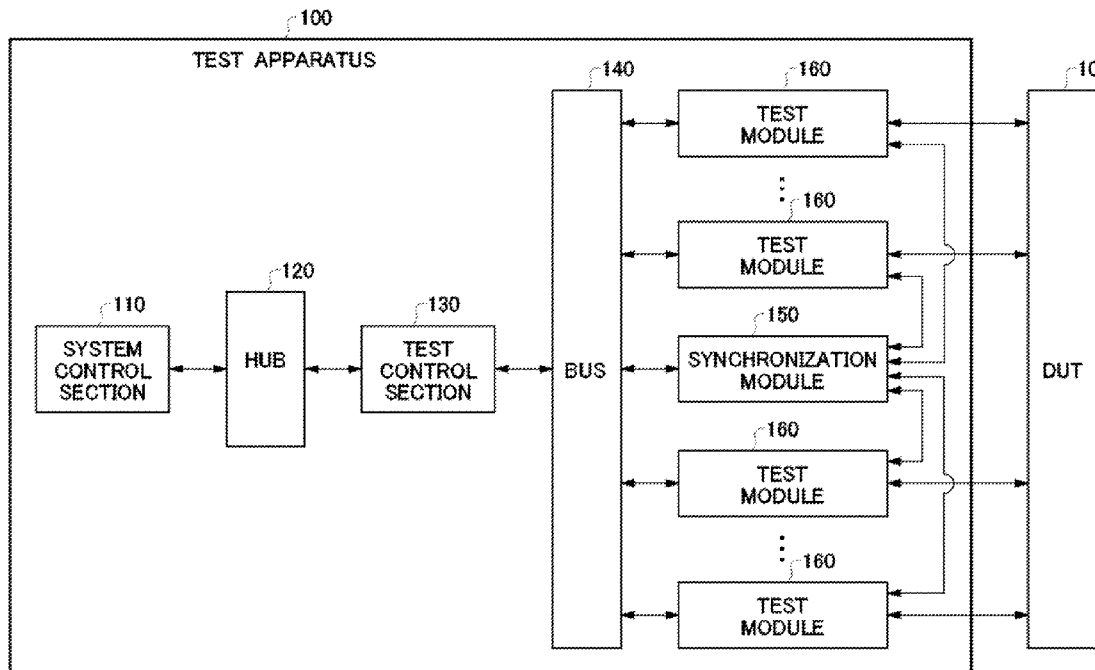 100
TEST APPARATUS
140
160
10
TEST
MODULE
160
TEST
MODULE
110
SYSTEM
CONTROL
SECTION
120
HUB
130
TEST
CONTROL
SECTION
BUS
150
SYNCHRONIZATION
MODULE
DUT
160
TEST
MODULE
160
TEST
MODULE